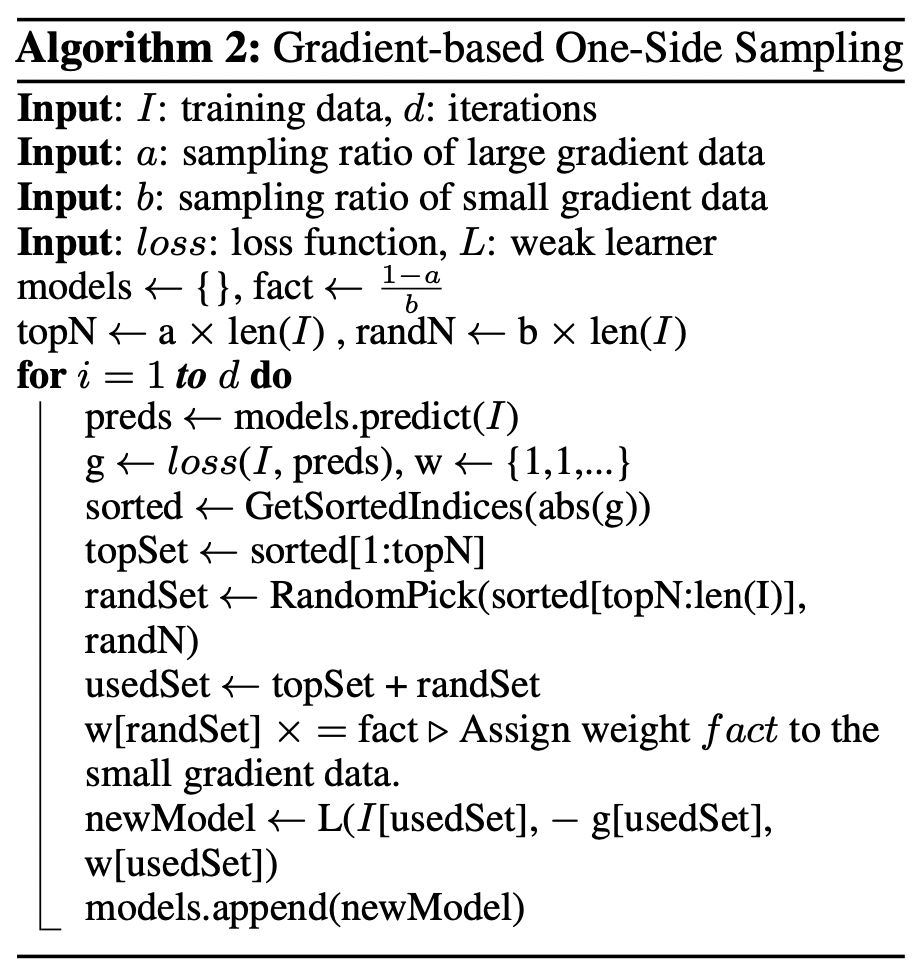 Algorithm 2: Gradient-based One-Side Sampling
Input: I: training data, d: iterations
Input: a: sampling ratio of large gradient data
Input: b: sampling ratio of small gradient data
Input: loss: loss function, L: weak learner
models ← {}, fact ← \frac{1-a}{b}
topN ← a × len(I) , randN ← b × len(I)
for i = 1 to d do
preds ← models.predict(I)
g ← loss(I, preds), w ← {1,1,...}
sorted ← GetSortedIndices(abs(g))
topSet ← sorted[1:topN]
randSet ← RandomPick(sorted[topN:len(I)],
randN)
usedSet ← topSet + randSet
w[randSet] × = fact ▷ Assign weight fact to the
small gradient data.
newModel ← L(I[usedSet], − g[usedSet],
w[usedSet])
models.append(newModel)